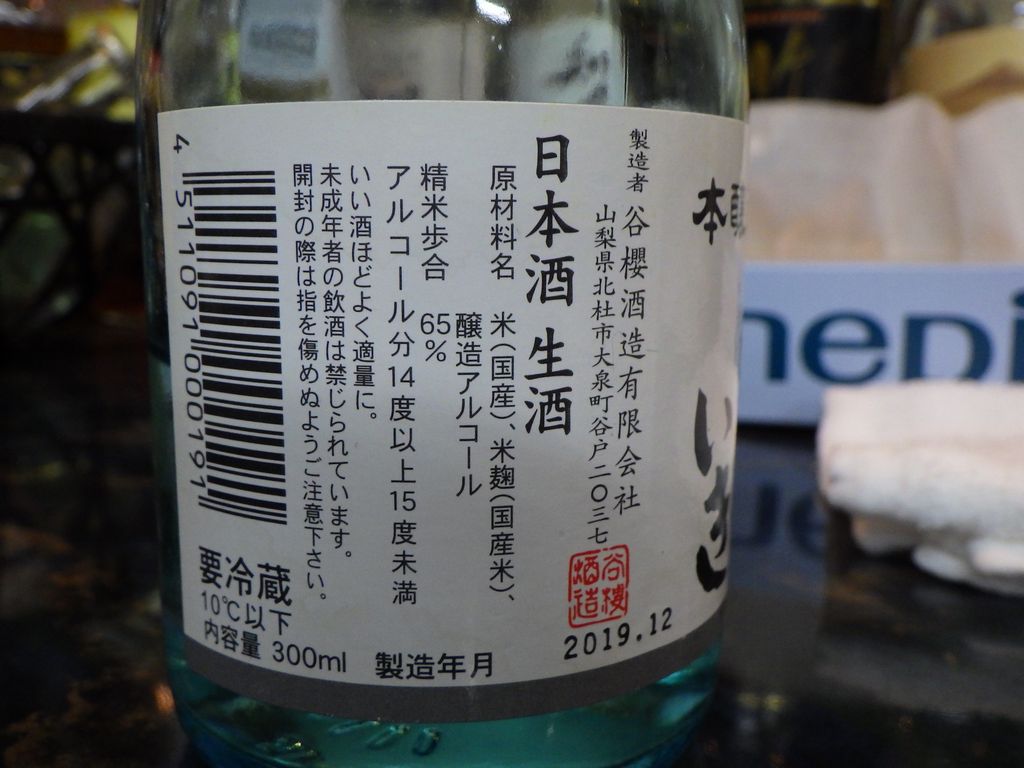 製造者 谷櫻酒造有限会社
山梨県北杜市大泉町谷戸二〇三七
谷櫻酒造
日本酒 生酒
原材料名 米(国産)、米麹(国産米)、
醸造アルコール
精米歩合 65%
アルコール分14度以上15度未満
いい酒ほどよく適量に。
未成年者の飲酒は禁じられています。
開封の際は指を傷めぬようご注意下さい。
4 511091 000191
要冷蔵
10℃以下
内容量 300ml
製造年月 2019.12
本醸
いき